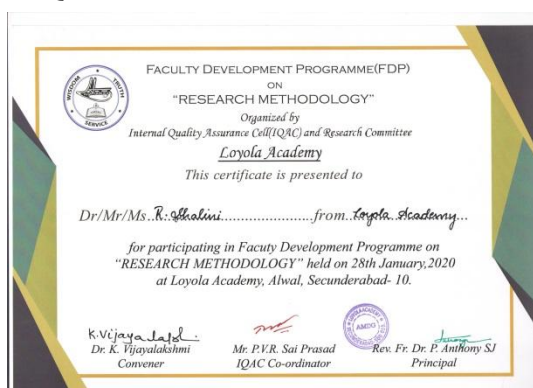 FACULTY DEVELOPMENT PROGRAMME(FDP)
ON
"RESEARCH METHODOLOGY"
Organized by
Internal Quality Assurance Cell(IQAC) and Research Committee
Loyola Academy
This certificate is presented to
WISDOM TRUTH SERVICE
Dr/Mr/Ms..R. Shalini.......................from..Loyola Academy...
for participating in Facuty Development Programme on
"RESEARCH METHODOLOGY" held on 28th January,2020
at Loyola Academy, Alwal, Secunderabad- 10.
K.Vijaya
AMDG
Dr. K. Vijayalakshmi
Mr. P.V.R. Sai Prasad
Rev. Fr. Dr. P. Anthony SJ
Convener
IQAC Co-ordinator
Principal